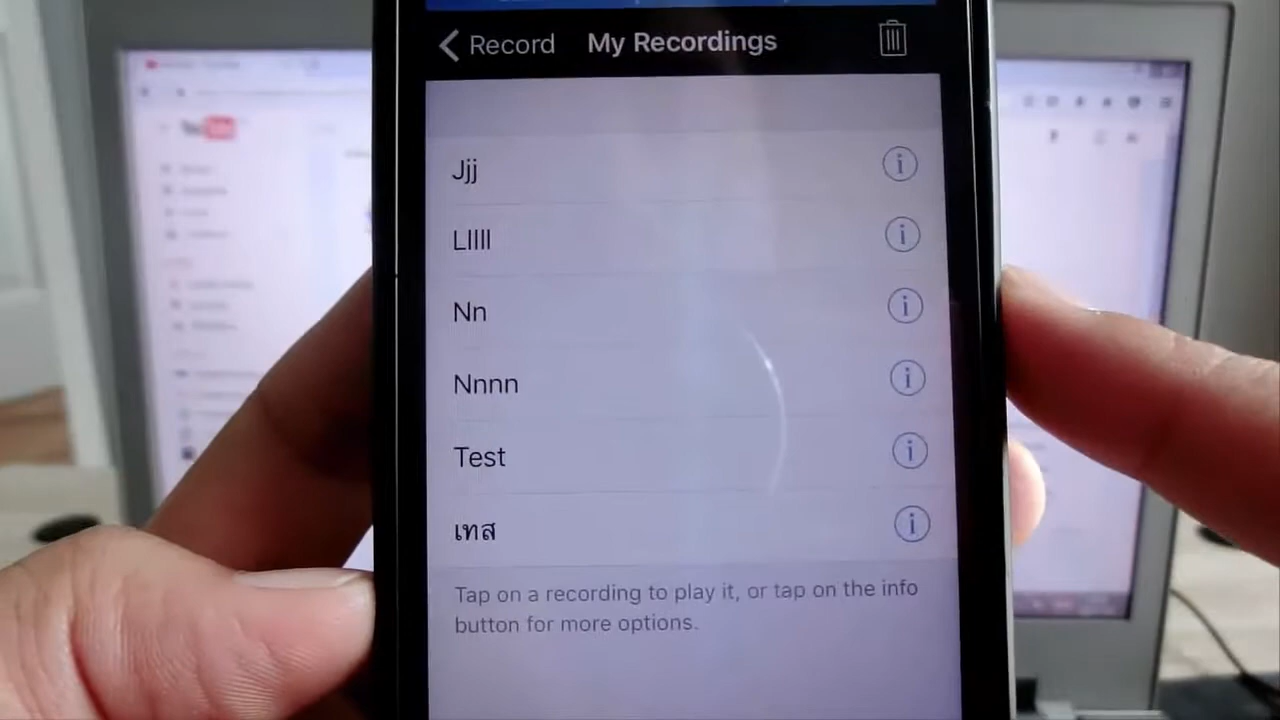 Record
My Recordings
Jjj
Lllll
Nn
Nnnn
Test
เทส
Tap on a recording to play it, or tap on the info
button for more options.